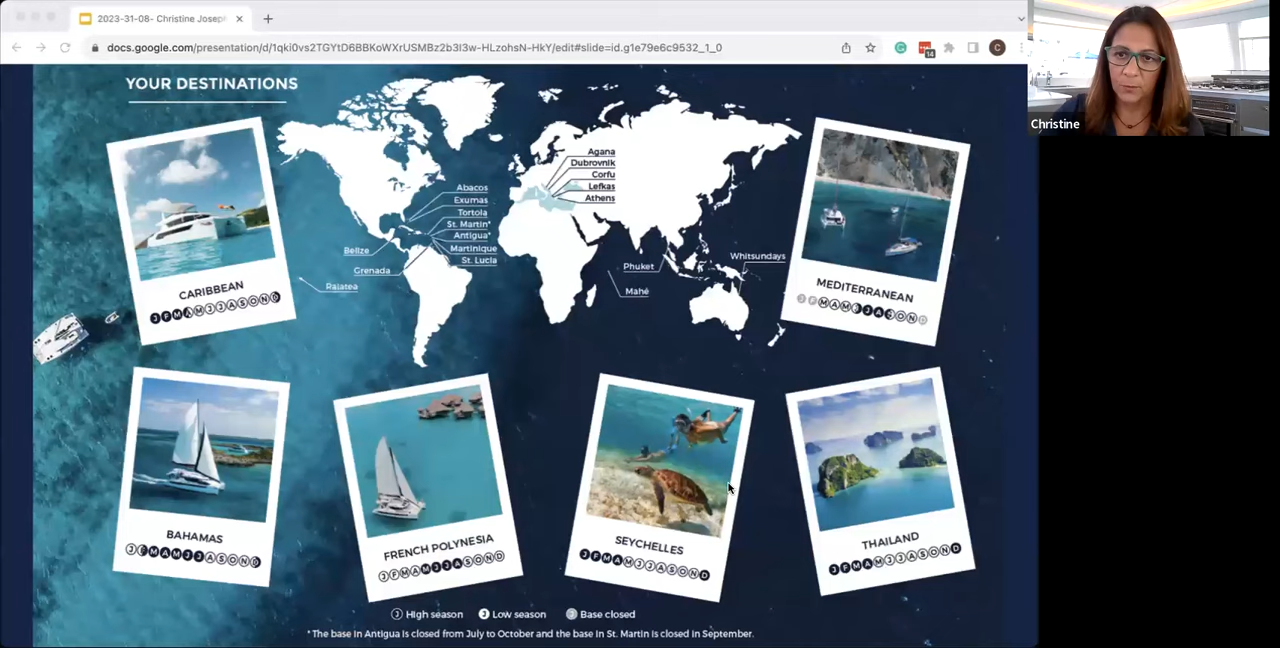 2023-31-08- Christine Joseph
docs.google.com/presentation/d/1qki0vs2TGYtD6BBKoWXrUSMBz2b3I3w-HLzohsN-HkY/edit#slide=id.g1e79e6c9532_1_0
14
C
Christine
YOUR DESTINATIONS
Agana
Dubrovnik
Corfu
Lefkas
Athens
Abacos
Exumas
Tortola
St. Martin*
Antigua*
Martinique
St. Lucia
Belize
Grenada
Raiatea
Phuket
Mahé
Whitsundays
CARIBBEAN
J F M A M J J A S O N D
MEDITERRANEAN
J F M A M J J A S O N D
BAHAMAS
J F M A M J J A S O N D
FRENCH POLYNESIA
J F M A M J J A S O N D
SEYCHELLES
J F M A M J J A S O N D
THAILAND
J F M A M J J A S O N D
J High season J Low season J Base closed
* The base in Antigua is closed from July to October and the base in St. Martin is closed in September.